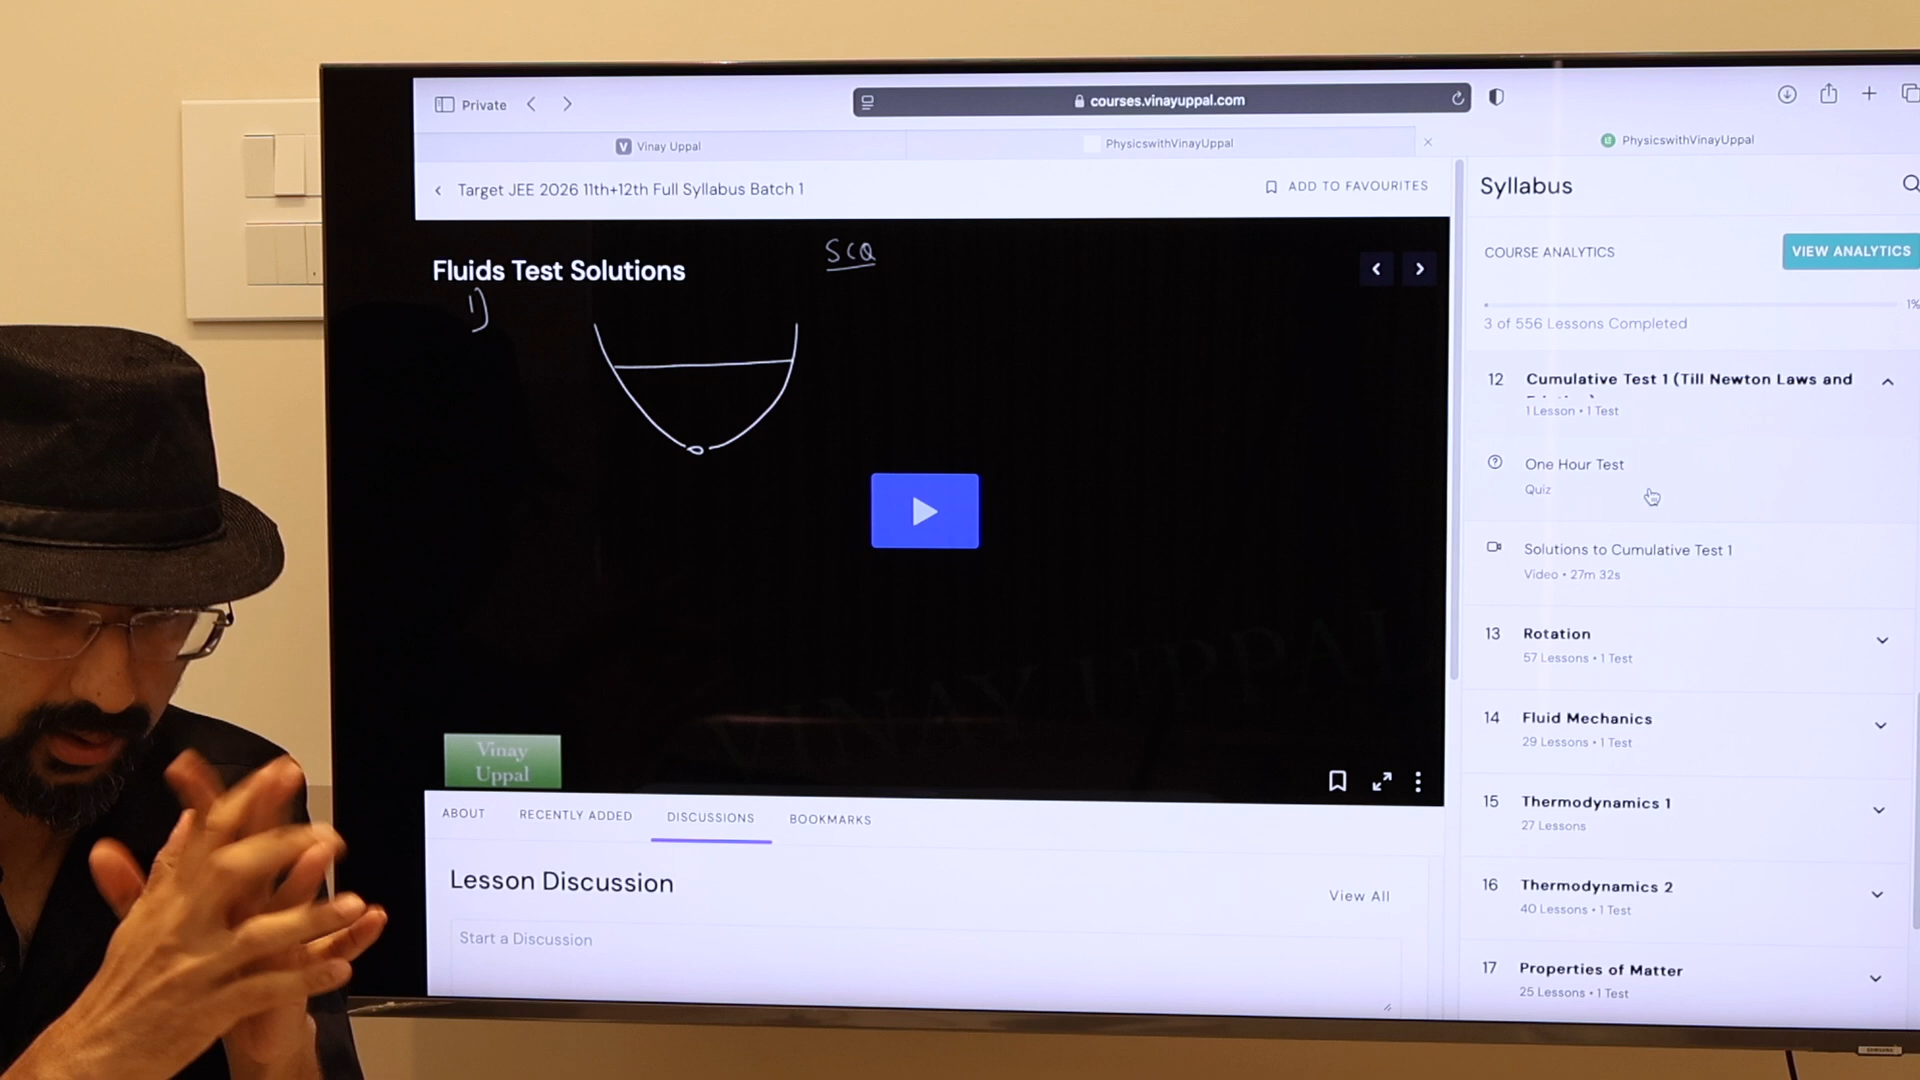 Private
courses.vinayuppal.com
V Vinay Uppal
PhysicswithVinayUppal
PhysicswithVinayUppal
Target JEE 2026 11th+12th Full Syllabus Batch 1
ADD TO FAVOURITES
Fluids Test Solutions
SCQ
1)
VINAY UPPAL
Vinay
Uppal
ABOUT
RECENTLY ADDED
DISCUSSIONS
BOOKMARKS
Lesson Discussion
View All
Start a Discussion
Syllabus
COURSE ANALYTICS
VIEW ANALYTICS
1%
3 of 556 Lessons Completed
12 Cumulative Test 1 (Till Newton Laws and
1 Lesson • 1 Test
One Hour Test
Quiz
Solutions to Cumulative Test 1
Video • 27m 32s
13 Rotation
57 Lessons • 1 Test
14 Fluid Mechanics
29 Lessons • 1 Test
15 Thermodynamics 1
27 Lessons
16 Thermodynamics 2
40 Lessons • 1 Test
17 Properties of Matter
25 Lessons • 1 Test
SAMSUNG